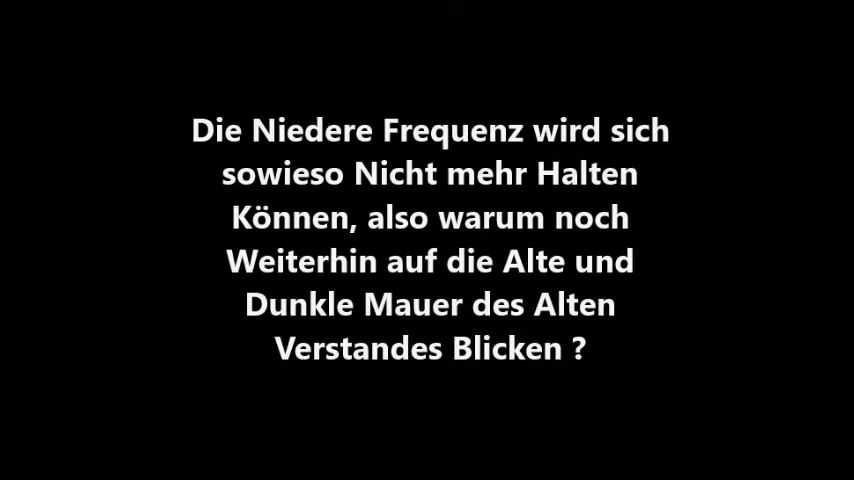 Die Niedere Frequenz wird sich
sowieso Nicht mehr Halten
Können, also warum noch
Weiterhin auf die Alte und
Dunkle Mauer des Alten
Verstandes Blicken ?